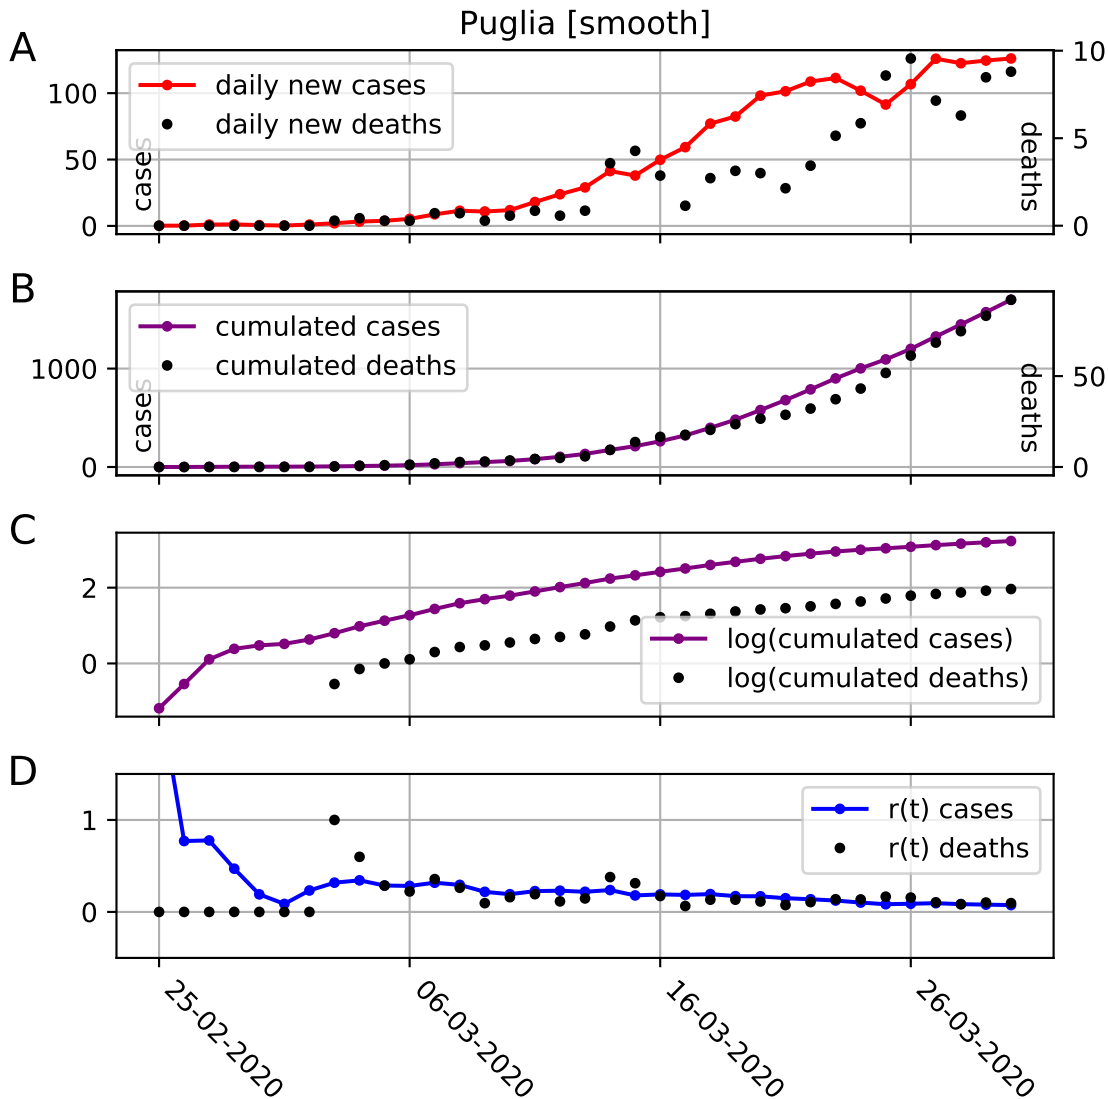 Puglia [smooth]
A
daily new cases
daily new deaths
cases
deaths
100
50
0
10
5
0
B
cumulated cases
cumulated deaths
cases
deaths
1000
0
50
0
C
log(cumulated cases)
log(cumulated deaths)
2
0
D
r(t) cases
r(t) deaths
1
0
25-02-2020
06-03-2020
16-03-2020
26-03-2020